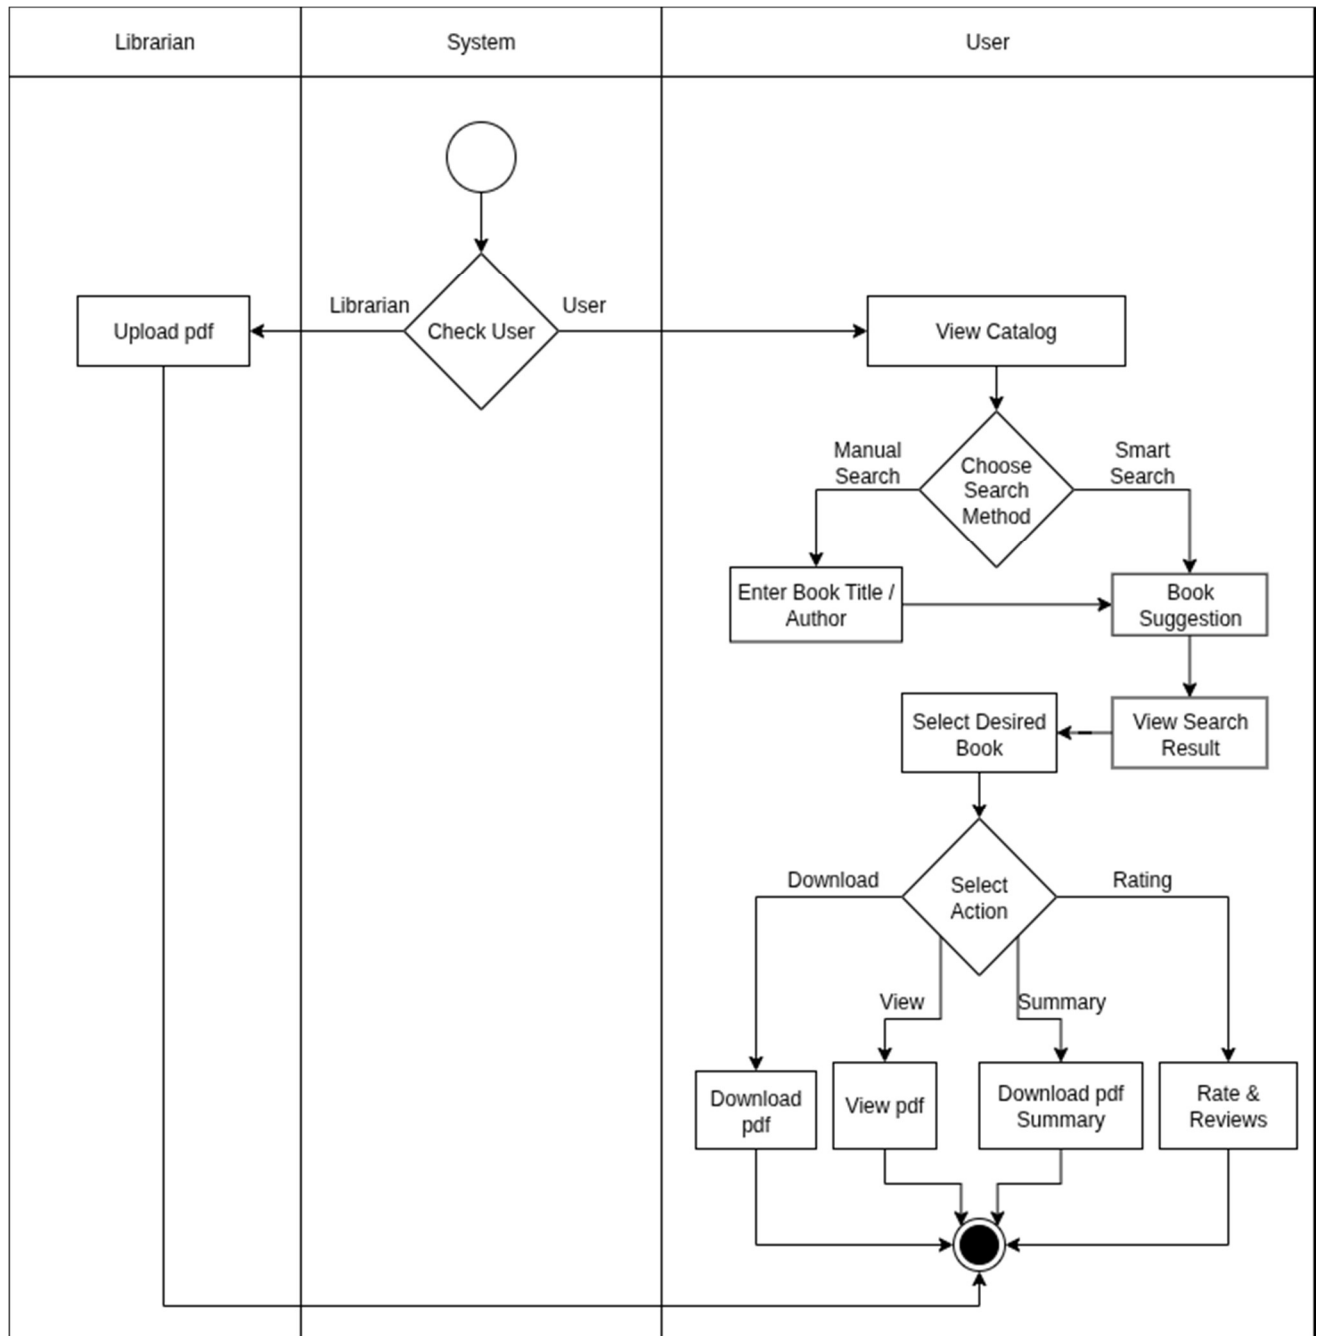 Librarian
System
User
Librarian
User
Upload pdf
Check User
View Catalog
Manual
Search
Smart
Search
Choose
Search
Method
Enter Book Title /
Author
Book
Suggestion
Select Desired
Book
View Search
Result
Download
Rating
Select
Action
View
Summary
Download
pdf
View pdf
Download pdf
Summary
Rate &
Reviews